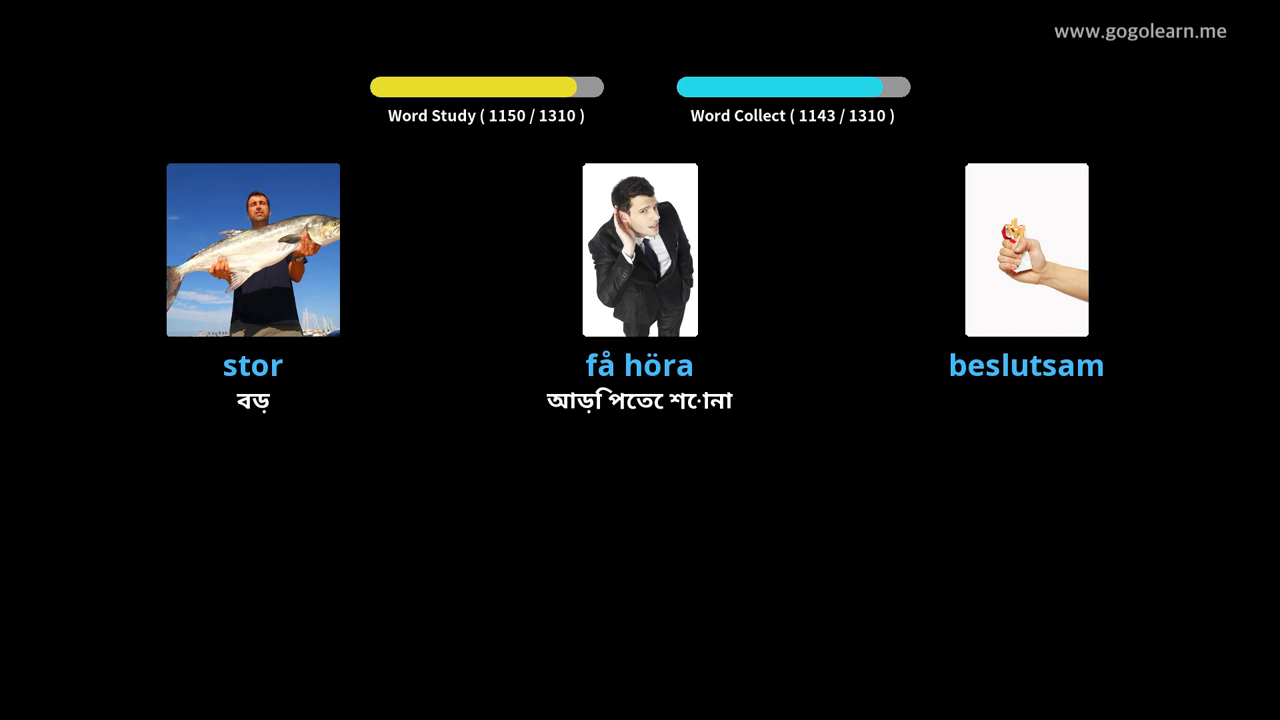 www.gogolearn.me
Word Study ( 1150 / 1310 )
Word Collect ( 1143 / 1310 )
stor
få höra
beslutsam
বড়
আড়ি পেতে শোনা